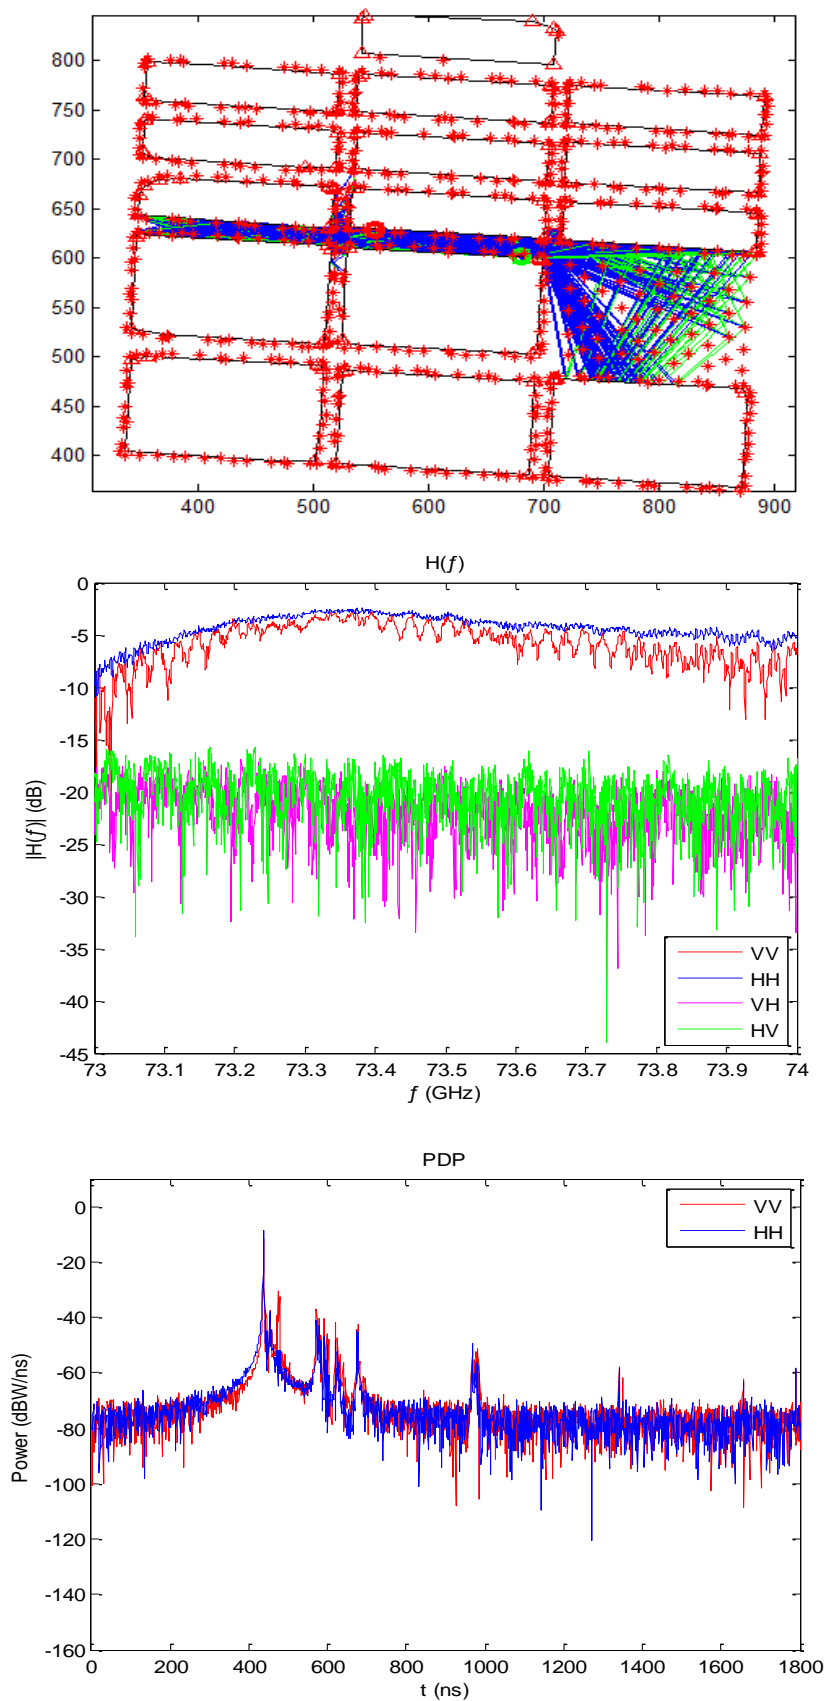 800
750
700
650
600
550
500
450
400
400 500 600 700 800 900
H(ƒ)
0
-5
-10
-15
-20
-25
-30
-35
-40
-45
|H(ƒ)| (dB)
VV
HH
VH
HV
73 73.1 73.2 73.3 73.4 73.5 73.6 73.7 73.8 73.9 74
ƒ (GHz)
PDP
0
-20
-40
-60
-80
-100
-120
-140
-160
Power (dBW/ns)
VV
HH
0 200 400 600 800 1000 1200 1400 1600 1800
t (ns)